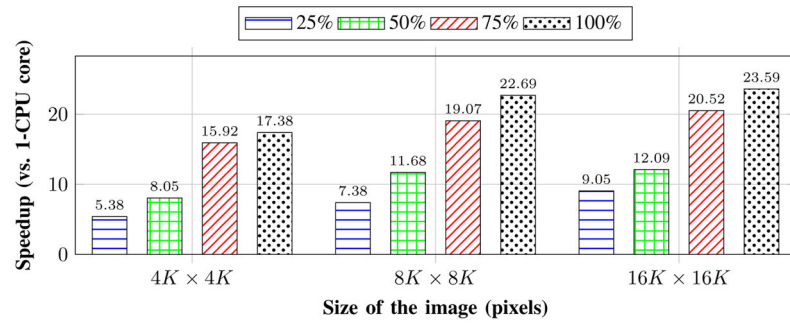 25% 50% 75% 100%
Speedup (vs. 1-CPU core)
20
10
0
5.38 8.05 15.92 17.38
7.38 11.68 19.07 22.69
9.05 12.09 20.52 23.59
4K × 4K 8K × 8K 16K × 16K
Size of the image (pixels)